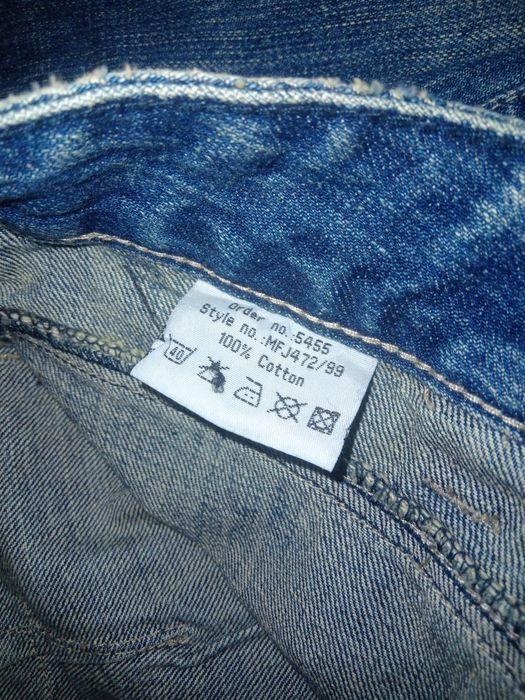 Order no.:5455
Style no.:MFJ472/99
100% Cotton
40